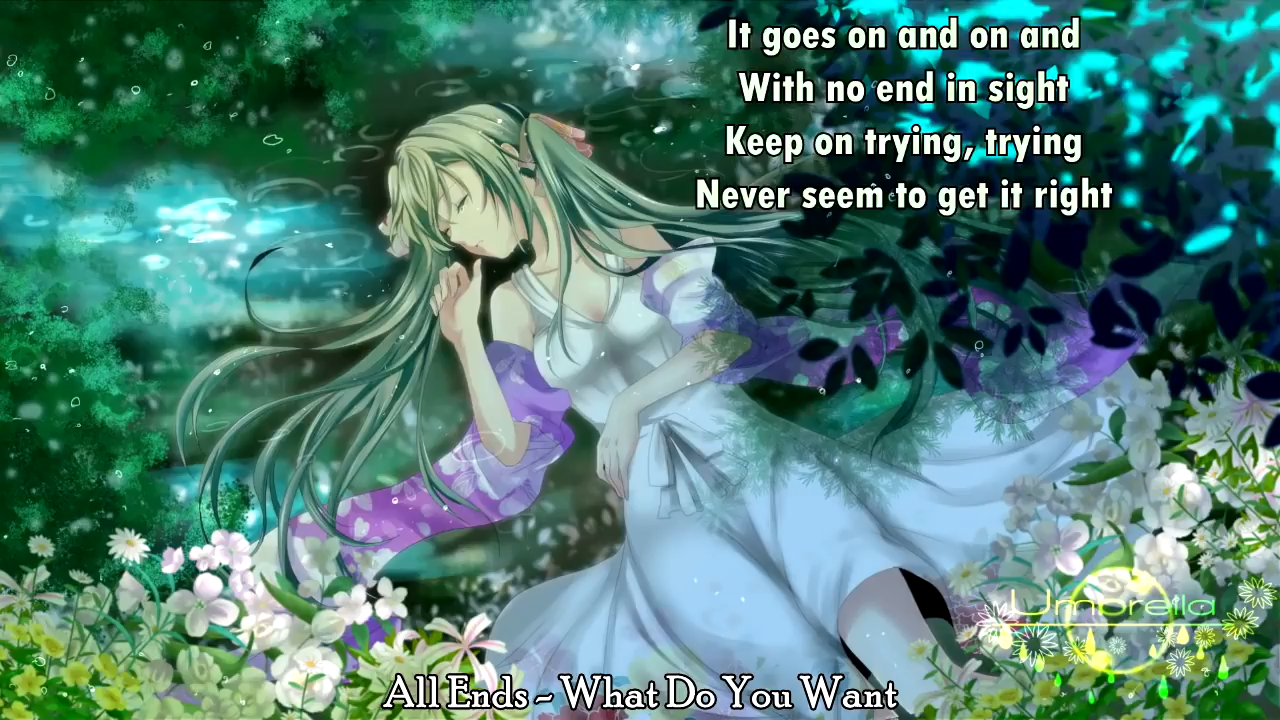 It goes on and on and
With no end in sight
Keep on trying, trying
Never seem to get it right
Umbrella
All Ends - What Do You Want